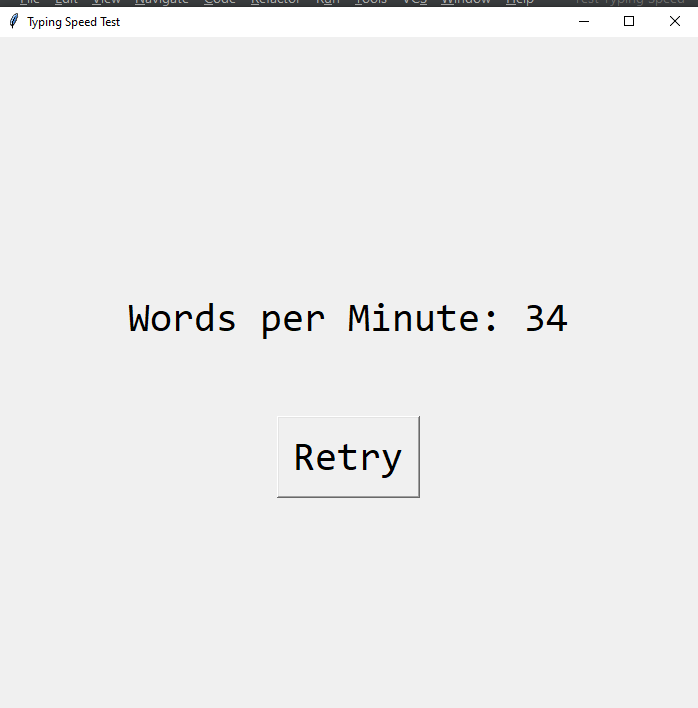 File Edit View Navigate Code Refactor Run Tools VCS Window Help Test Typing Speed
Typing Speed Test
Words per Minute: 34
Retry